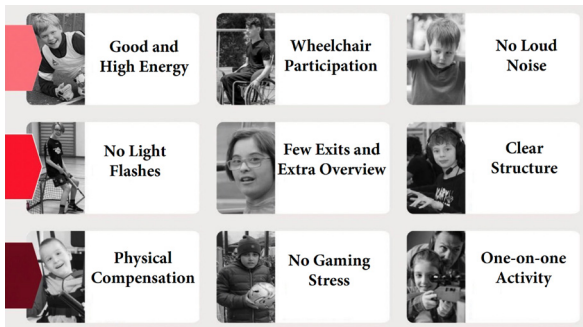 Good and
High Energy
Wheelchair
Participation
No Loud
Noise
No Light
Flashes
Few Exits and
Extra Overview
Clear
Structure
Physical
Compensation
No Gaming
Stress
One-on-one
Activity